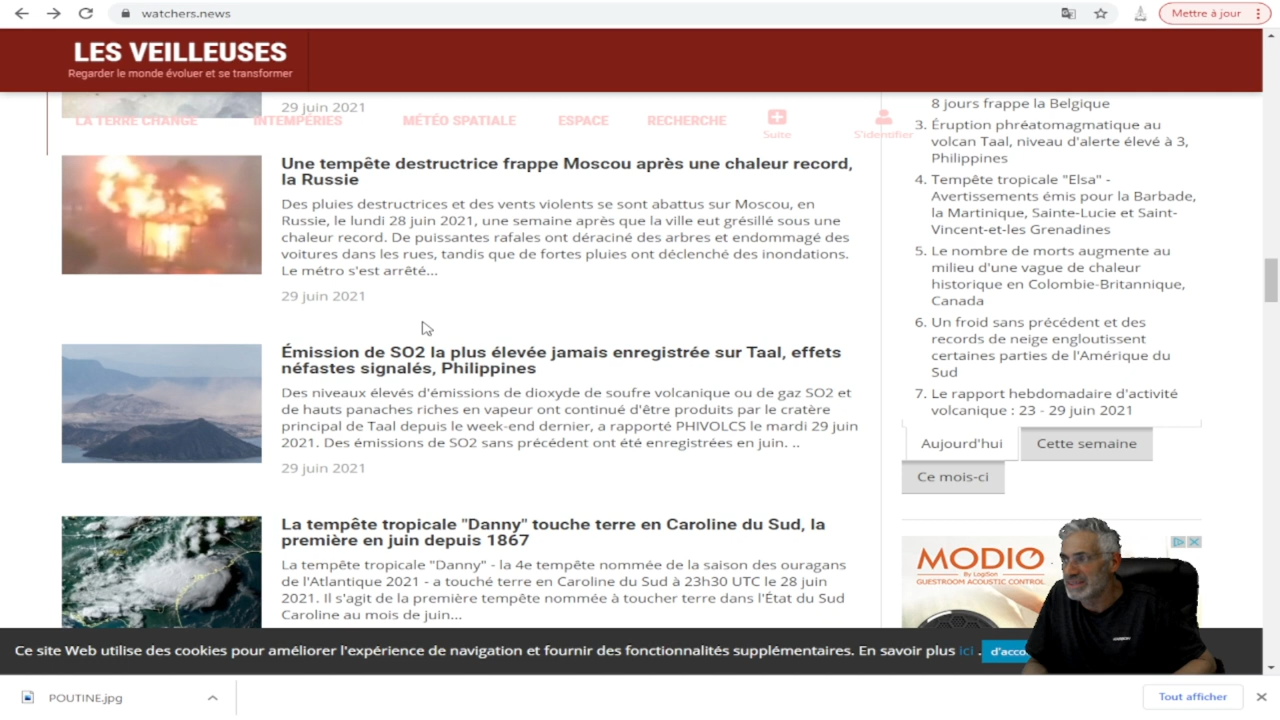 watchers.news
Mettre à jour
LES VEILLEUSES
Regarder le monde évoluer et se transformer
29 juin 2021
LA TERRE CHANGE
INTEMPÉRIES
MÉTÉO SPATIALE
ESPACE
RECHERCHE
Suite
S'identifier
Une tempête destructrice frappe Moscou après une chaleur record,
la Russie
Des pluies destructrices et des vents violents se sont abattus sur Moscou, en
Russie, le lundi 28 juin 2021, une semaine après que la ville eut grésillé sous une
chaleur record. De puissantes rafales ont déraciné des arbres et endommagé des
voitures dans les rues, tandis que de fortes pluies ont déclenché des inondations.
Le métro s'est arrêté...
29 juin 2021
Émission de SO2 la plus élevée jamais enregistrée sur Taal, effets
néfastes signalés, Philippines
Des niveaux élevés d'émissions de dioxyde de soufre volcanique ou de gaz SO2 et
de hauts panaches riches en vapeur ont continué d'être produits par le cratère
principal de Taal depuis le week-end dernier, a rapporté PHIVOLCS le mardi 29 juin
2021. Des émissions de SO2 sans précédent ont été enregistrées en juin. ..
29 juin 2021
La tempête tropicale "Danny" touche terre en Caroline du Sud, la
première en juin depuis 1867
La tempête tropicale "Danny" - la 4e tempête nommée de la saison des ouragans
de l'Atlantique 2021 - a touché terre en Caroline du Sud à 23h30 UTC le 28 juin
2021. Il s'agit de la première tempête nommée à toucher terre dans l'État du Sud
Caroline au mois de juin...
8 jours frappe la Belgique
3. Éruption phréatomagmatique au
volcan Taal, niveau d'alerte élevé à 3,
Philippines
4. Tempête tropicale "Elsa" -
Avertissements émis pour la Barbade,
la Martinique, Sainte-Lucie et Saint-
Vincent-et-les Grenadines
5. Le nombre de morts augmente au
milieu d'une vague de chaleur
historique en Colombie-Britannique,
Canada
6. Un froid sans précédent et des
records de neige engloutissent
certaines parties de l'Amérique du
Sud
7. Le rapport hebdomadaire d'activité
volcanique : 23 - 29 juin 2021
Aujourd'hui
Cette semaine
Ce mois-ci
MODIO
By LogiSon
GUESTROOM ACOUSTIC CONTROL
Ce site Web utilise des cookies pour améliorer l'expérience de navigation et fournir des fonctionnalités supplémentaires. En savoir plus ici .
d'acco
POUTINE.jpg
Tout afficher